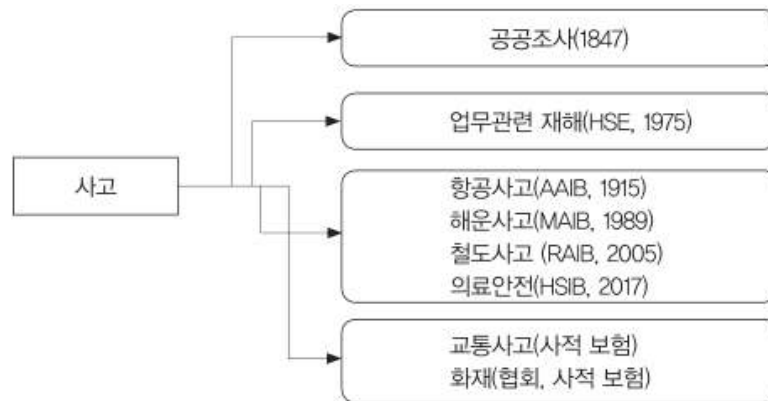 공공조사(1847)
업무관련 재해(HSE, 1975)
사고
항공사고(AAIB, 1915)
해운사고(MAIB, 1989)
철도사고 (RAIB, 2005)
의료안전(HSIB, 2017)
교통사고(사적 보험)
화재(협회, 사적 보험)